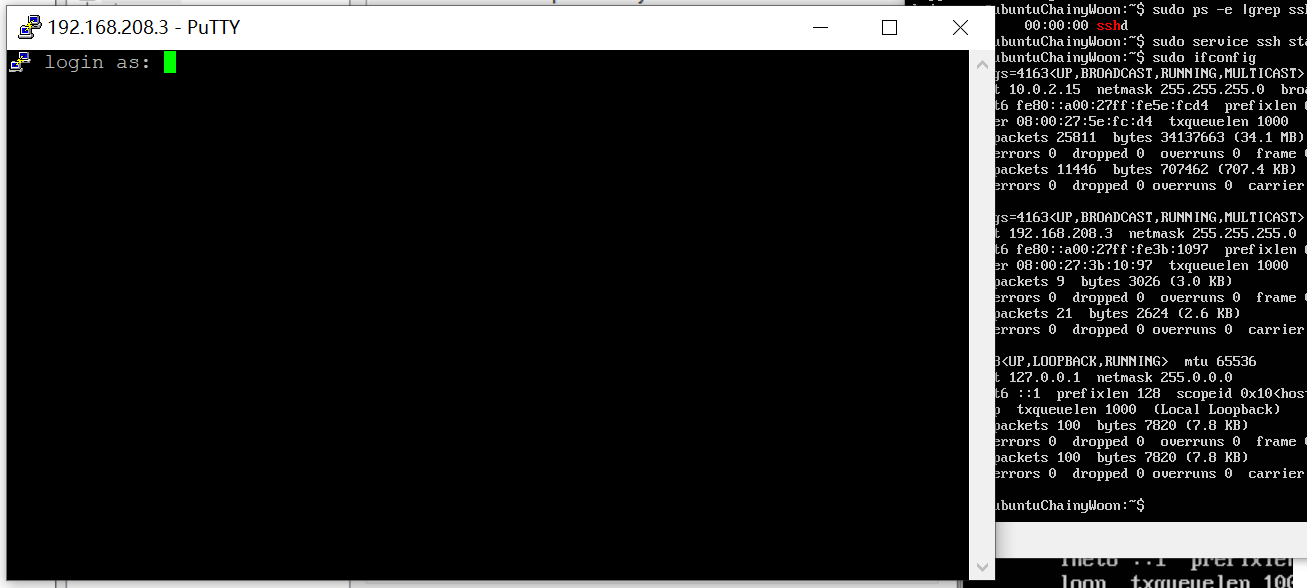 192.168.208.3 - PuTTY
login as:
ubuntuChainyWoon:~$ sudo ps -e |grep ssh
00:00:00 sshd
ubuntuChainyWoon:~$ sudo service ssh sta
ubuntuChainyWoon:~$ sudo ifconfig
gs=4163<UP,BROADCAST,RUNNING,MULTICAST>
t 10.0.2.15 netmask 255.255.255.0 broa
t6 fe80::a00:27ff:fe5e:fcd4 prefixlen 6
er 08:00:27:5e:fc:d4 txqueuelen 1000
packets 25811 bytes 34137663 (34.1 MB)
errors 0 dropped 0 overruns 0 frame 0
packets 11446 bytes 707462 (707.4 KB)
errors 0 dropped 0 overruns 0 carrier
gs=4163<UP,BROADCAST,RUNNING,MULTICAST>
t 192.168.208.3 netmask 255.255.255.0
t6 fe80::a00:27ff:fe3b:1097 prefixlen
er 08:00:27:3b:10:97 txqueuelen 1000
packets 9 bytes 3026 (3.0 KB)
errors 0 dropped 0 overruns 0 frame 0
packets 21 bytes 2624 (2.6 KB)
errors 0 dropped 0 overruns 0 carrier
3<UP,LOOPBACK,RUNNING> mtu 65536
t 127.0.0.1 netmask 255.0.0.0
t6 ::1 prefixlen 128 scopeid 0x10<host
p txqueuelen 1000 (Local Loopback)
packets 100 bytes 7820 (7.8 KB)
errors 0 dropped 0 overruns 0 frame 0
packets 100 bytes 7820 (7.8 KB)
errors 0 dropped 0 overruns 0 carrier
ubuntuChainyWoon:~$
inet6 ::1 prefixlen
loop txqueuelen 100